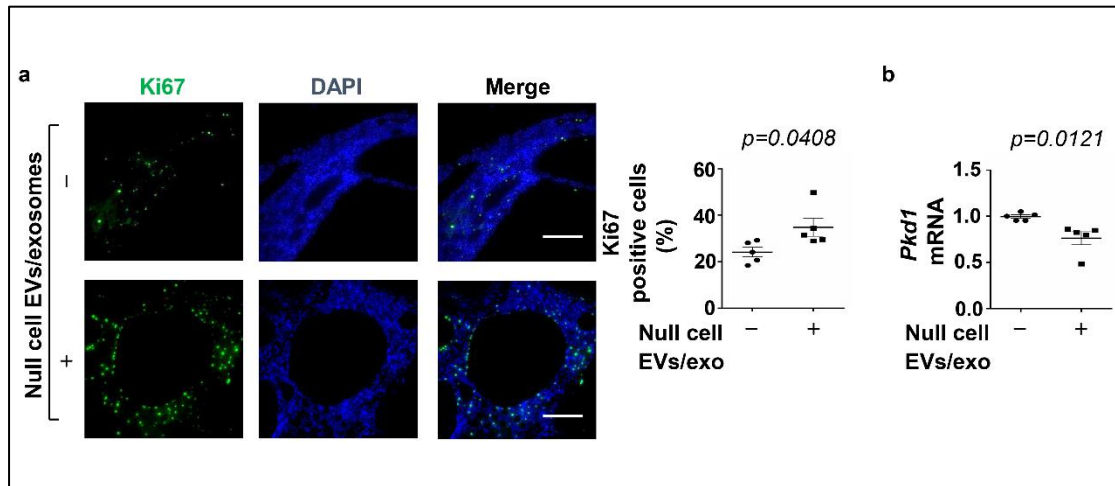 a
Ki67 DAPI Merge
Null cell EVs/exosomes
−
+
Ki67
positive cells
(%)
p=0.0408
60
40
20
0
Null cell − +
EVs/exo
b
p=0.0121
Pkd1
mRNA
1.5
1.0
0.5
0.0
Null cell − +
EVs/exo